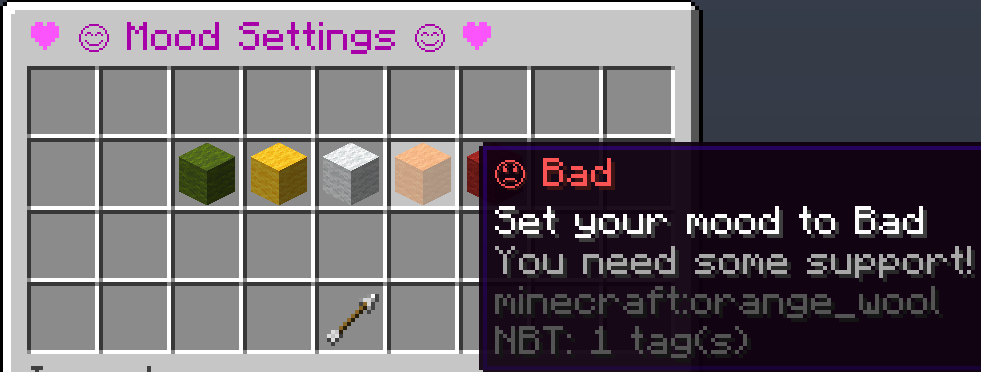 ♥ ☺ Mood Settings ☺ ♥
☹ Bad
Set your mood to Bad
You need some support!
minecraft:orange_wool
NBT: 1 tag(s)